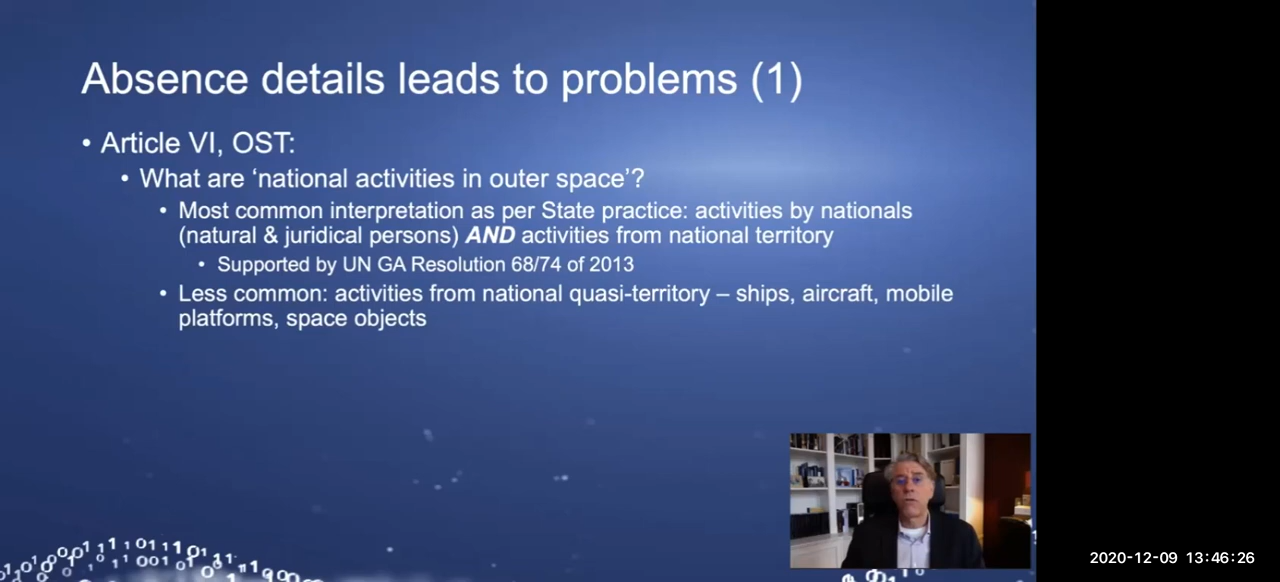 Absence details leads to problems (1)
• Article VI, OST:
• What are ‘national activities in outer space’?
• Most common interpretation as per State practice: activities by nationals
(natural & juridical persons) AND activities from national territory
• Supported by UN GA Resolution 68/74 of 2013
• Less common: activities from national quasi-territory – ships, aircraft, mobile
platforms, space objects
2020-12-09 13:46:26